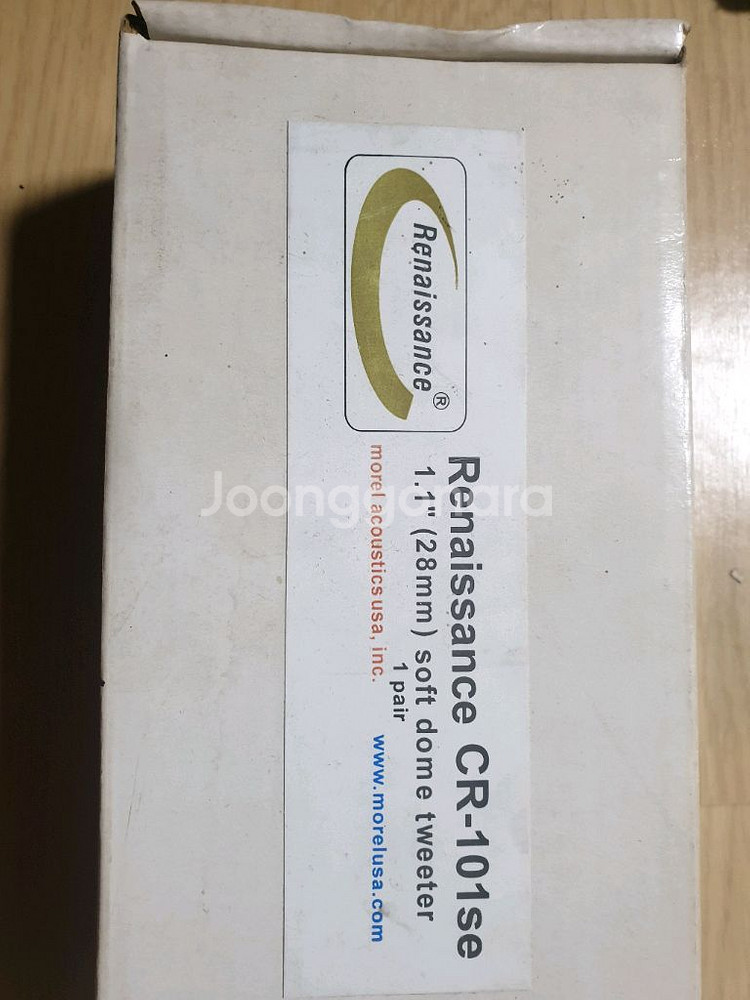 Renaissance®
Renaissance CR-101se
1.1" (28mm) soft dome tweeter
1 pair
morel acoustics usa, inc.
www.morelusa.com
Joonggonara